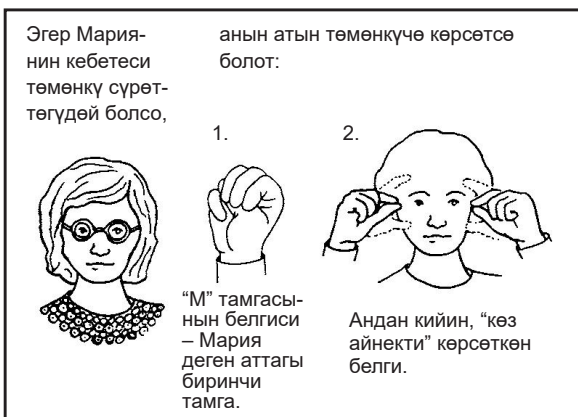 Эгер Мария-
нин кебетеси
төмөнкү сүрөт-
төгүдөй болсо,
анын атын төмөнкүчө көрсөтсө
болот:
1.
2.
“М” тамгасы-
нын белгиси
– Мария
деген аттагы
биринчи
тамга.
Андан кийин, “көз
айнекти” көрсөткөн
белги.